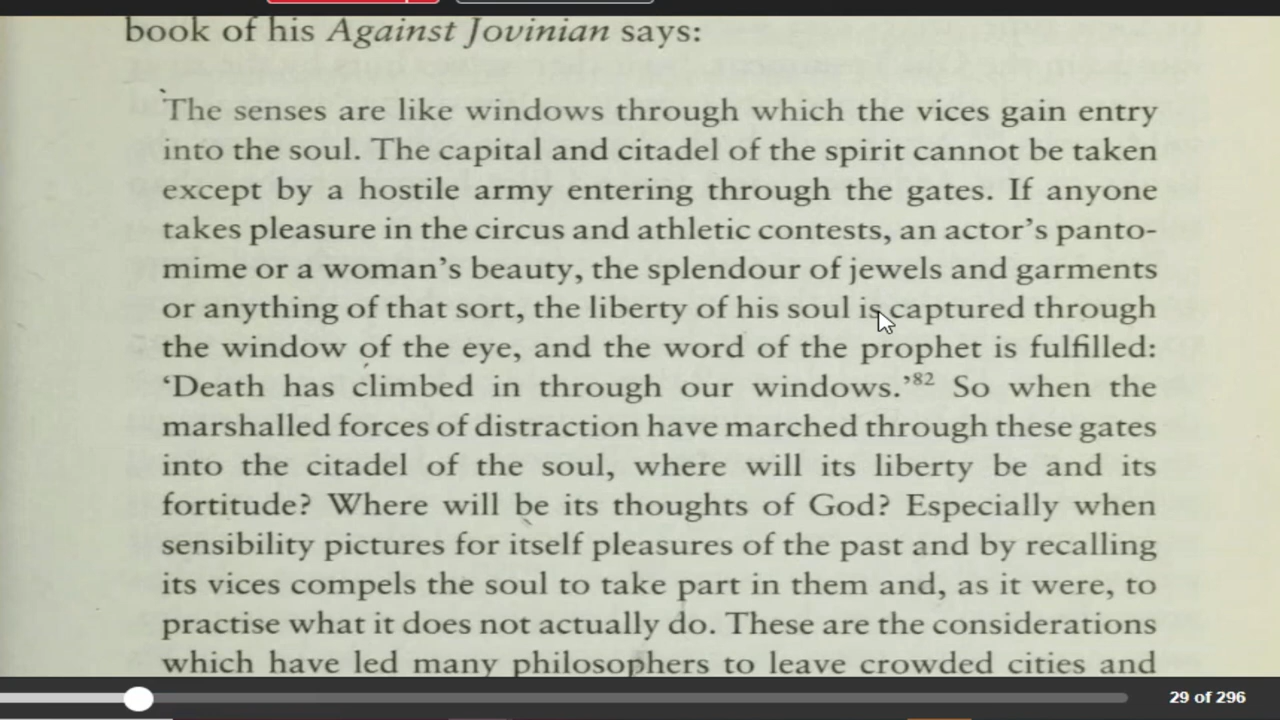 book of his Against Jovinian says:
The senses are like windows through which the vices gain entry
into the soul. The capital and citadel of the spirit cannot be taken
except by a hostile army entering through the gates. If anyone
takes pleasure in the circus and athletic contests, an actor's panto-
mime or a woman's beauty, the splendour of jewels and garments
or anything of that sort, the liberty of his soul is captured through
the window of the eye, and the word of the prophet is fulfilled:
'Death has climbed in through our windows.'82 So when the
marshalled forces of distraction have marched through these gates
into the citadel of the soul, where will its liberty be and its
fortitude? Where will be its thoughts of God? Especially when
sensibility pictures for itself pleasures of the past and by recalling
its vices compels the soul to take part in them and, as it were, to
practise what it does not actually do. These are the considerations
which have led many philosophers to leave crowded cities and
29 of 296